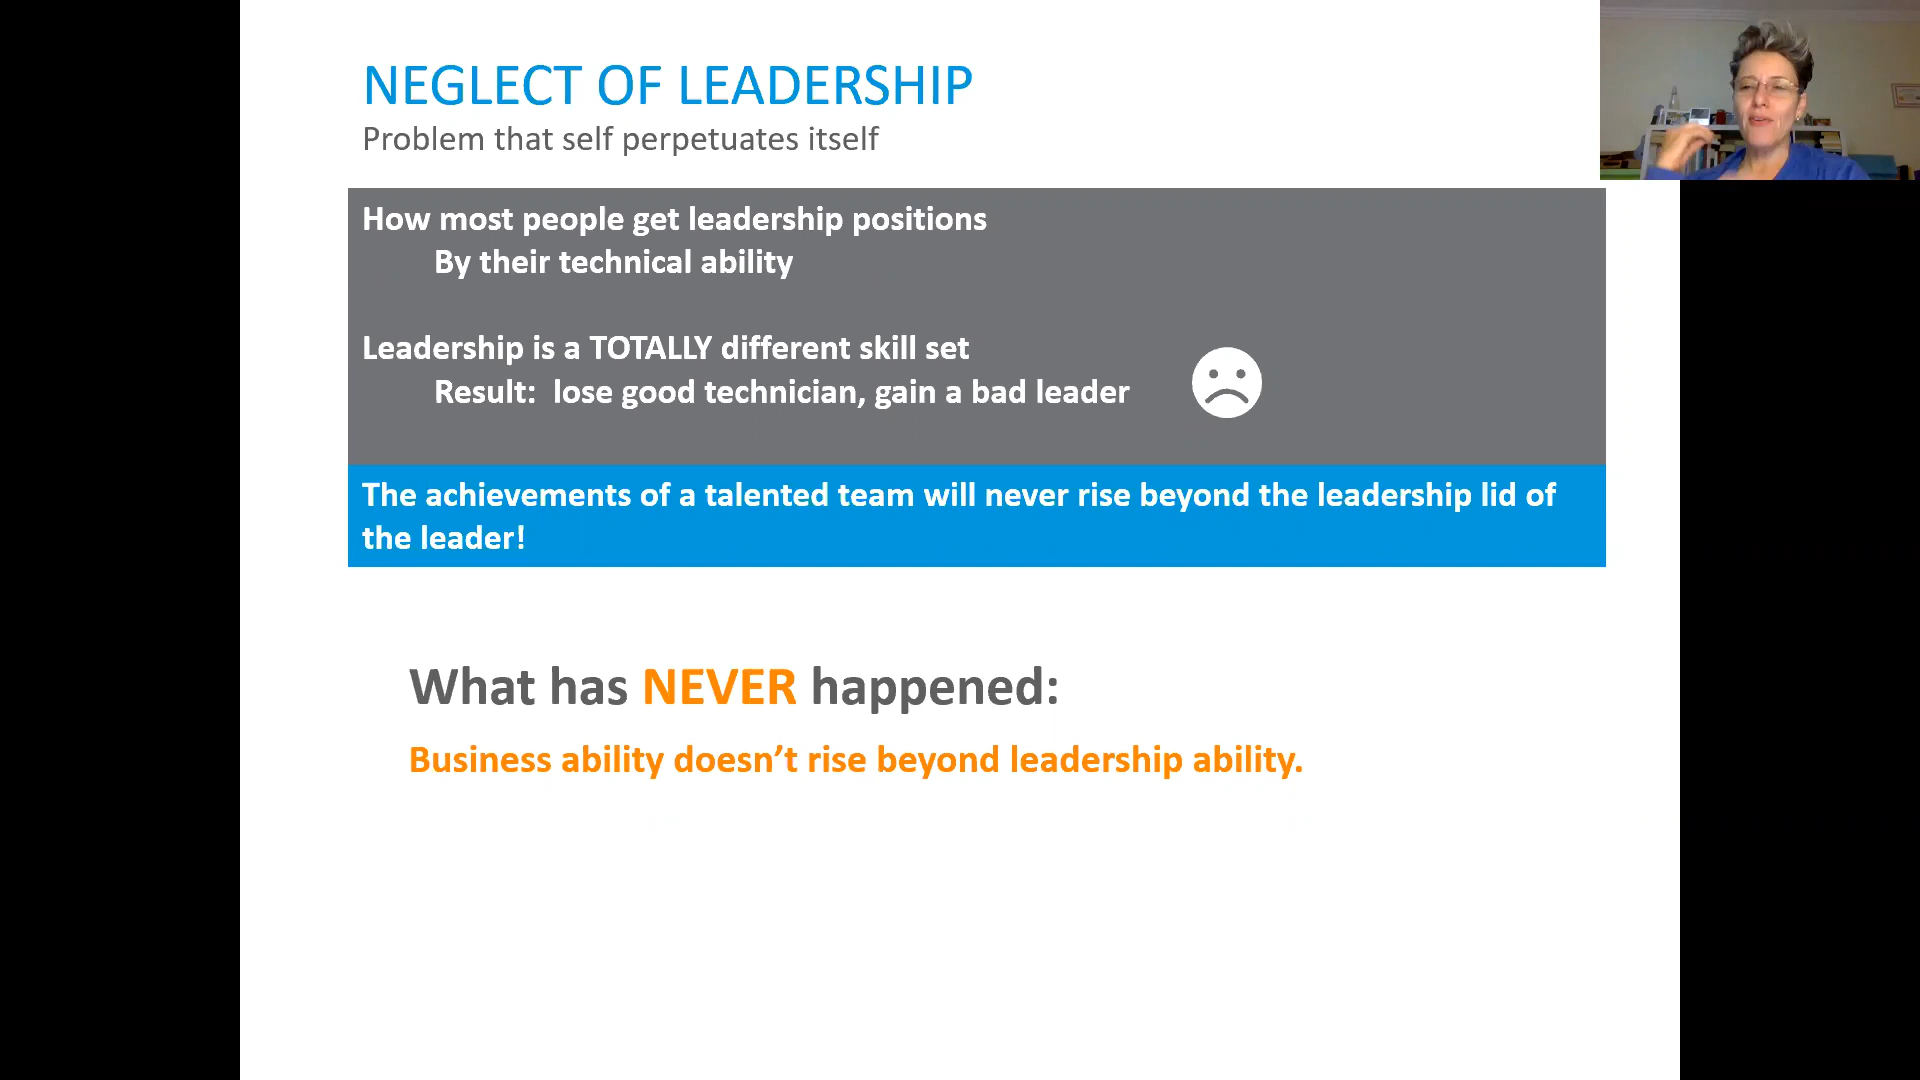 NEGLECT OF LEADERSHIP
Problem that self perpetuates itself
How most people get leadership positions
By their technical ability
Leadership is a TOTALLY different skill set
Result: lose good technician, gain a bad leader
The achievements of a talented team will never rise beyond the leadership lid of
the leader!
What has NEVER happened:
Business ability doesn’t rise beyond leadership ability.